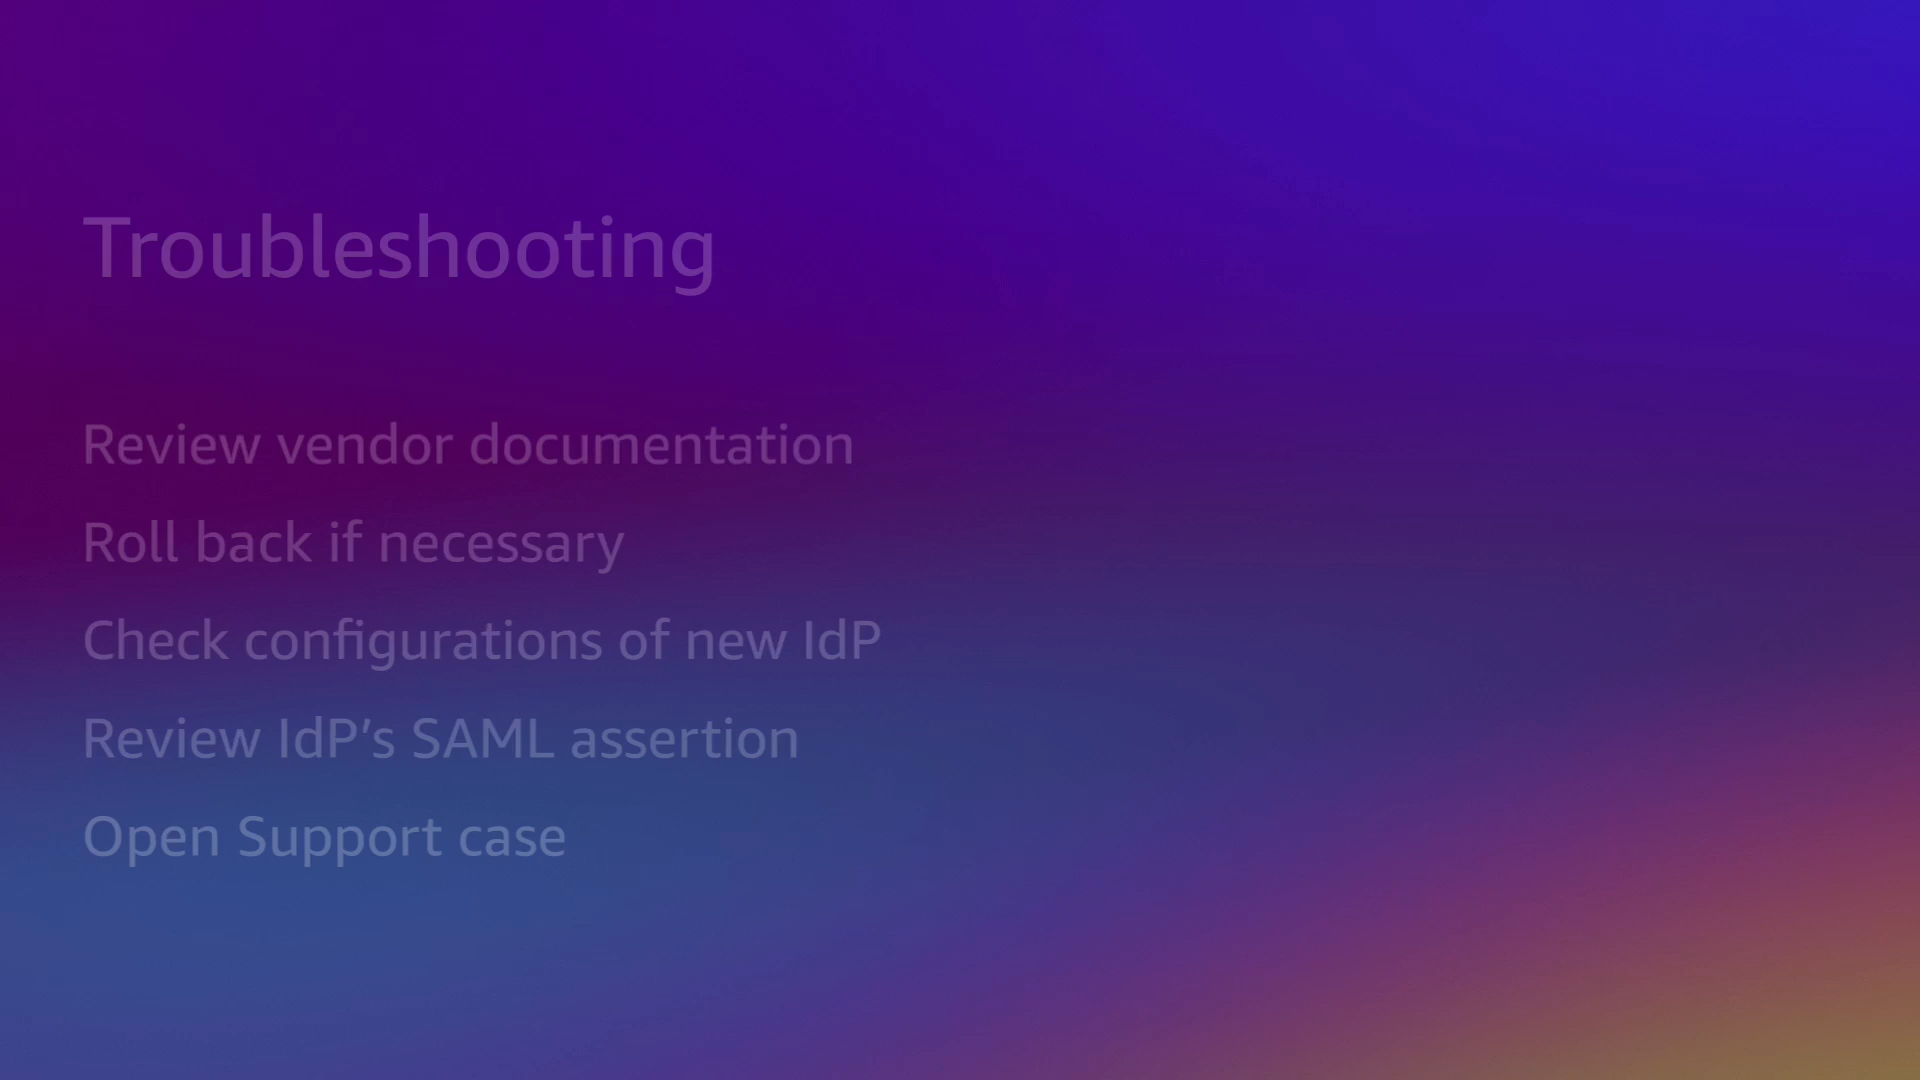 Troubleshooting
Review vendor documentation
Roll back if necessary
Check configurations of new IdP
Review IdP’s SAML assertion
Open Support case